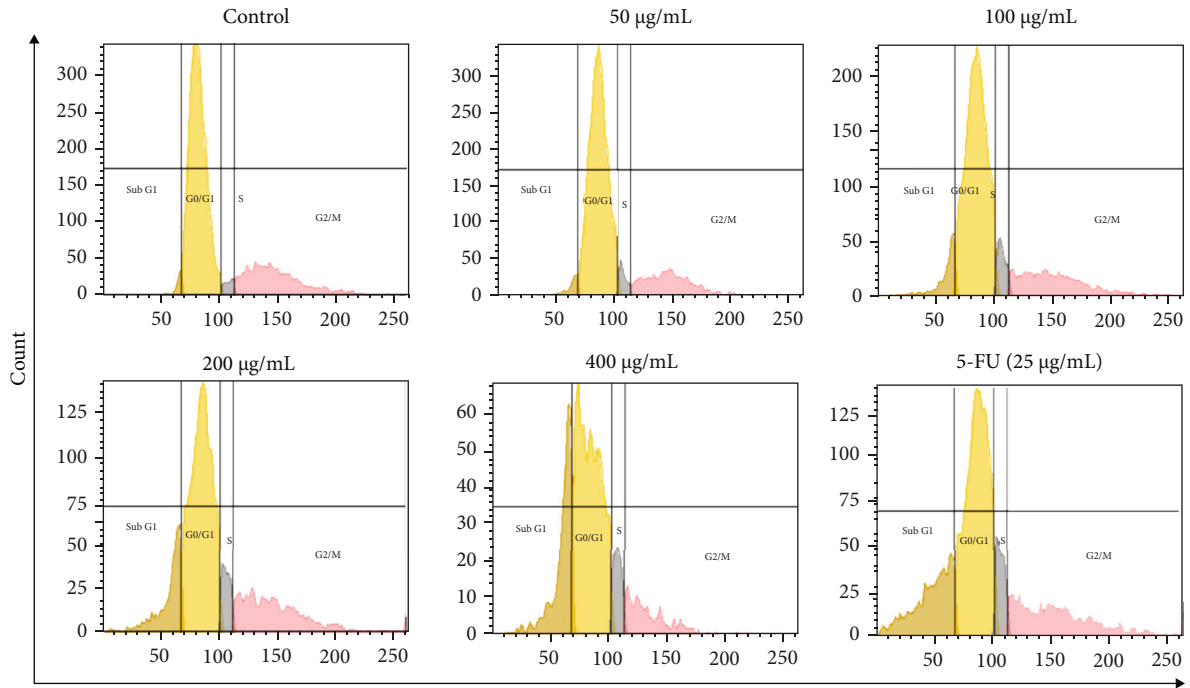 Control
50 µg/mL
100 µg/mL
300
250
200
150
100
50
0
Sub G1
G0/G1
S
G2/M
50 100 150 200 250
300
250
200
150
100
50
0
Sub G1
G0/G1
S
G2/M
50 100 150 200 250
200
150
100
50
0
Sub G1
G0/G1
S
G2/M
50 100 150 200 250
Count
200 µg/mL
400 µg/mL
5-FU (25 µg/mL)
125
100
75
50
25
0
Sub G1
G0/G1
S
G2/M
50 100 150 200 250
60
50
40
30
20
10
0
Sub G1
G0/G1
S
G2/M
50 100 150 200 250
125
100
75
50
25
0
Sub G1
G0/G1
S
G2/M
50 100 150 200 250